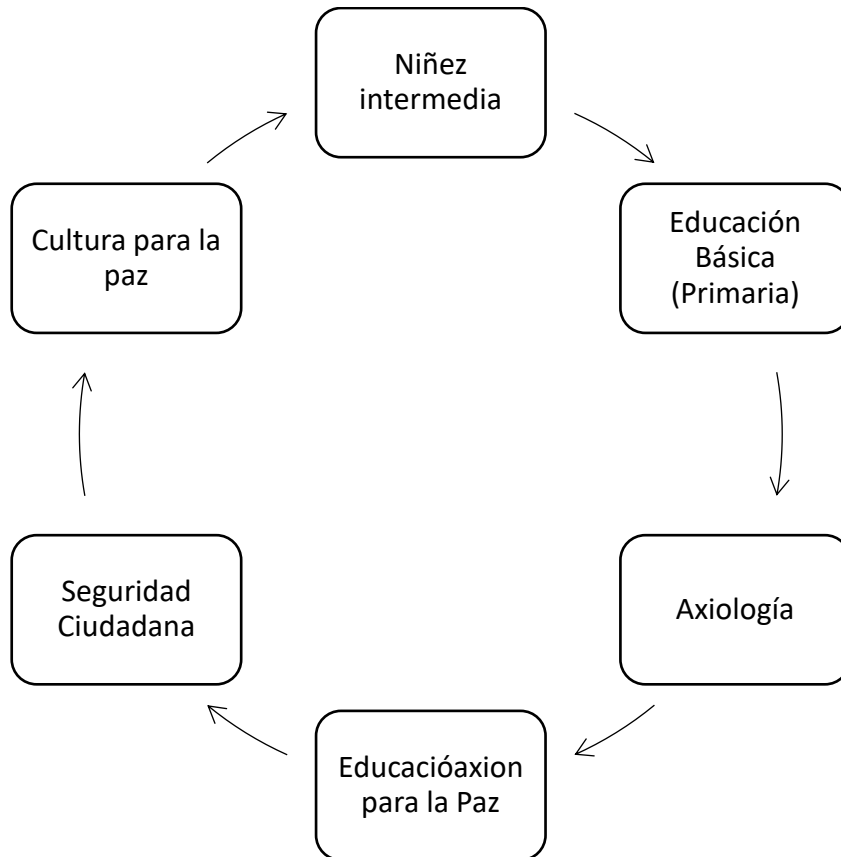 Niñez
intermedia
Educación
Básica
(Primaria)
Axiología
Educacióaxion
para la Paz
Seguridad
Ciudadana
Cultura para la
paz